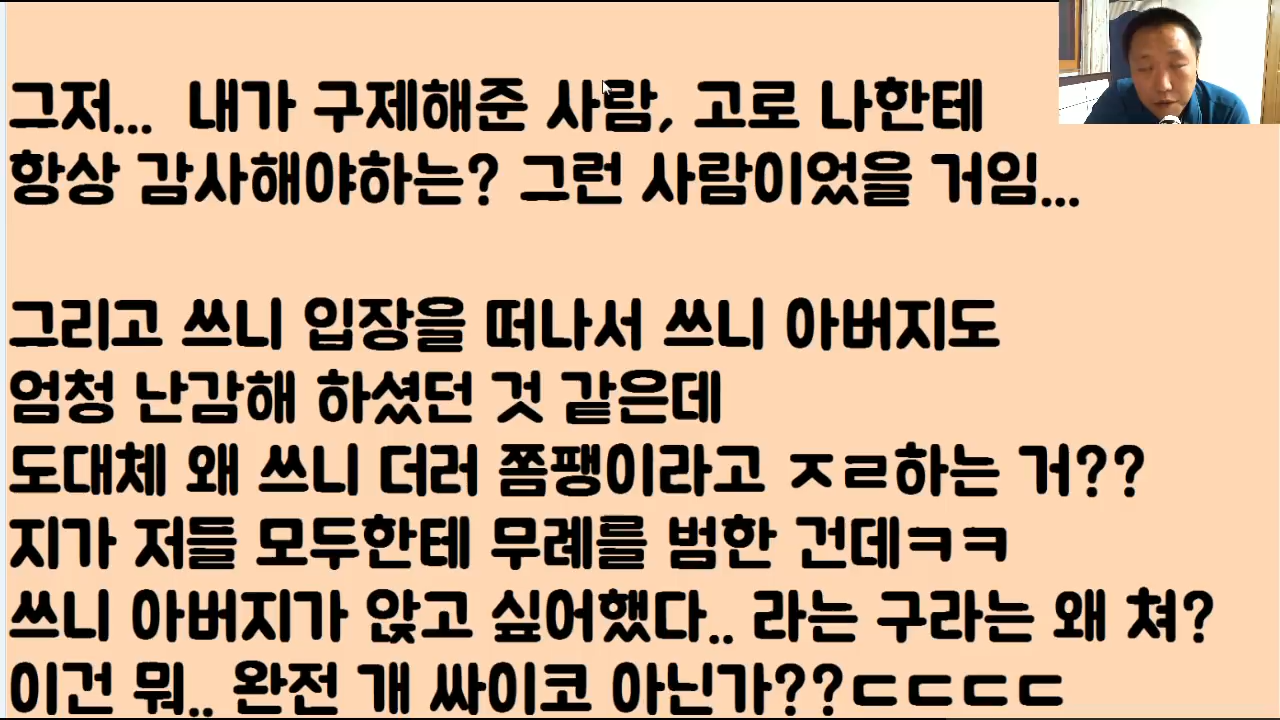 그저... 내가 구제해준 사람, 고로 나한테
항상 감사해야하는? 그런 사람이었을 거임...
그리고 쓰니 입장을 떠나서 쓰니 아버지도
엄청 난감해 하셨던 것 같은데
도대체 왜 쓰니 더러 쫌팽이라고 ㅈㄹ하는 거??
지가 저들 모두한테 무례를 범한 건데ㅋㅋ
쓰니 아버지가 앉고 싶어했다.. 라는 구라는 왜 쳐?
이건 뭐.. 완전 개 싸이코 아닌가??ㄷㄷㄷㄷ